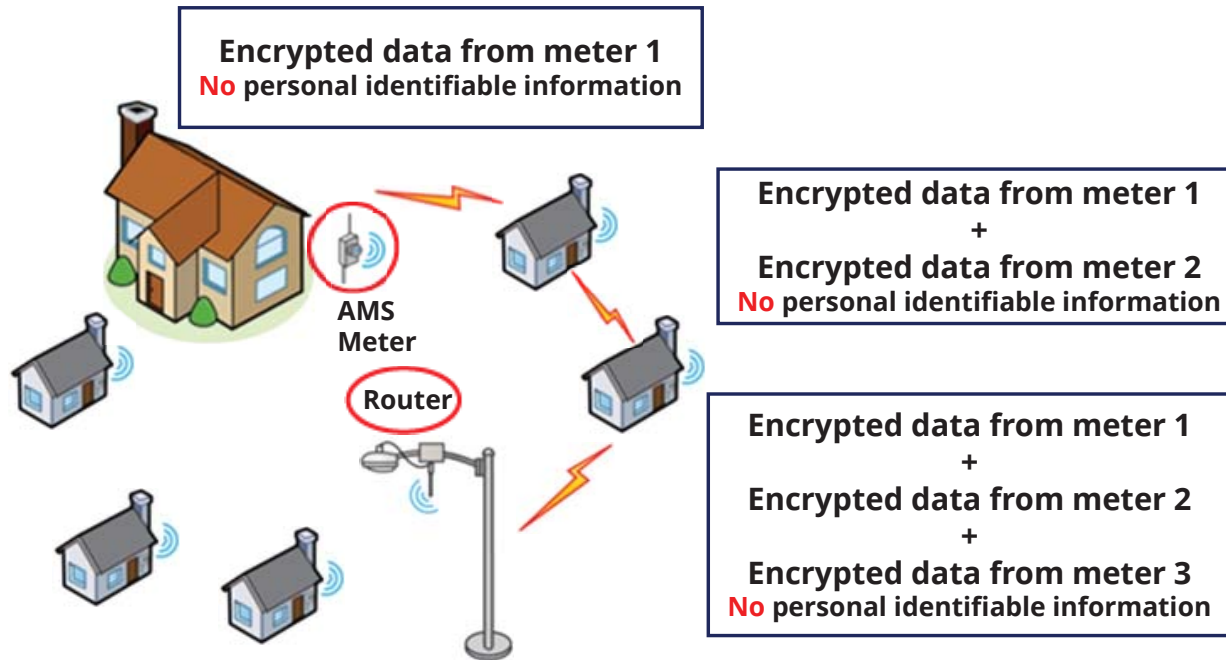 Encrypted data from meter 1
No personal identifiable information
Encrypted data from meter 1
+
Encrypted data from meter 2
No personal identifiable information
AMS
Meter
Router
Encrypted data from meter 1
+
Encrypted data from meter 2
+
Encrypted data from meter 3
No personal identifiable information